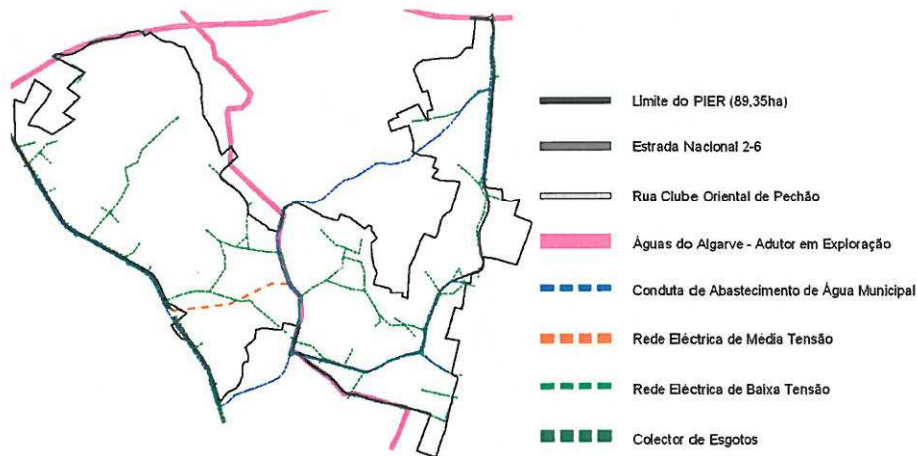 Limite do PIER (89,35ha)
Estrada Nacional 2-6
Rua Clube Oriental de Pechão
Águas do Algarve - Adutor em Exploração
Conduta de Abastecimento de Água Municipal
Rede Eléctrica de Média Tensão
Rede Eléctrica de Baixa Tensão
Colector de Esgotos